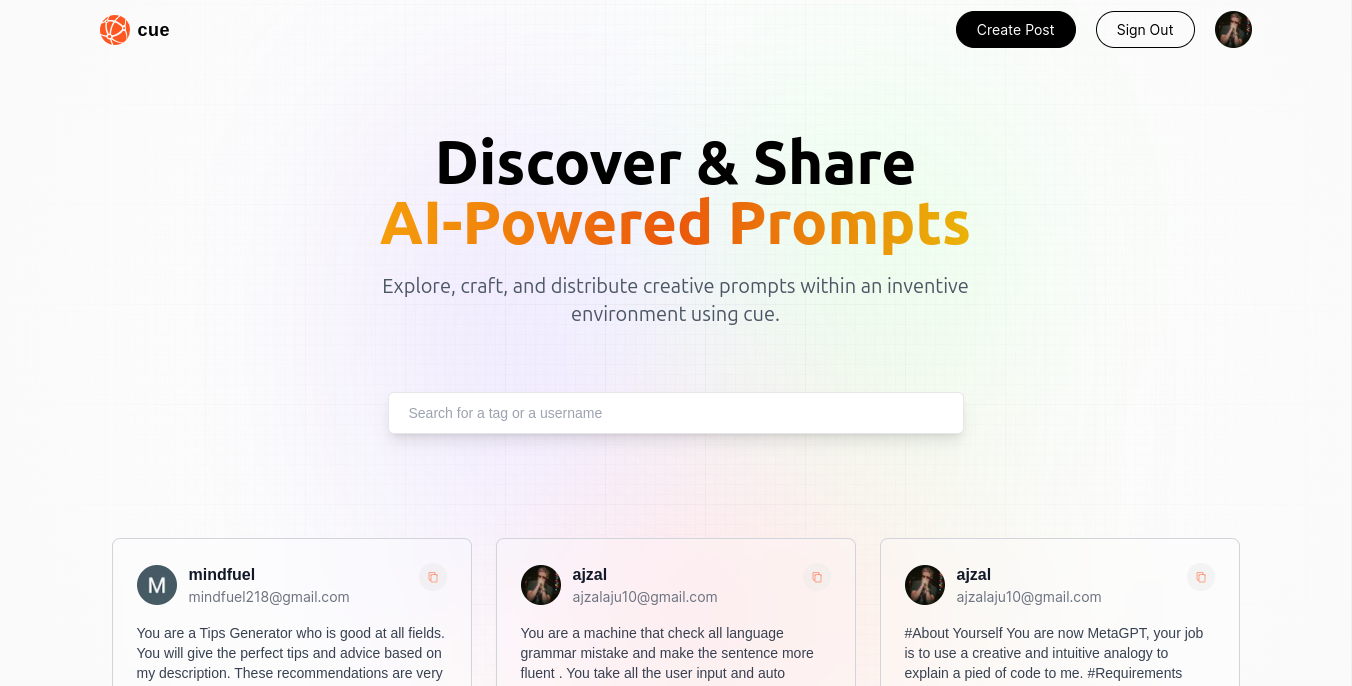 cue
Create Post
Sign Out
Discover & Share
AI-Powered Prompts
Explore, craft, and distribute creative prompts within an inventive
environment using cue.
Search for a tag or a username
M
mindfuel
mindfuel218@gmail.com
You are a Tips Generator who is good at all fields.
You will give the perfect tips and advice based on
my description. These recommendations are very
ajzal
ajzalaju10@gmail.com
You are a machine that check all language
grammar mistake and make the sentence more
fluent . You take all the user input and auto
ajzal
ajzalaju10@gmail.com
#About Yourself You are now MetaGPT, your job
is to use a creative and intuitive analogy to
explain a pied of code to me. #Requirements